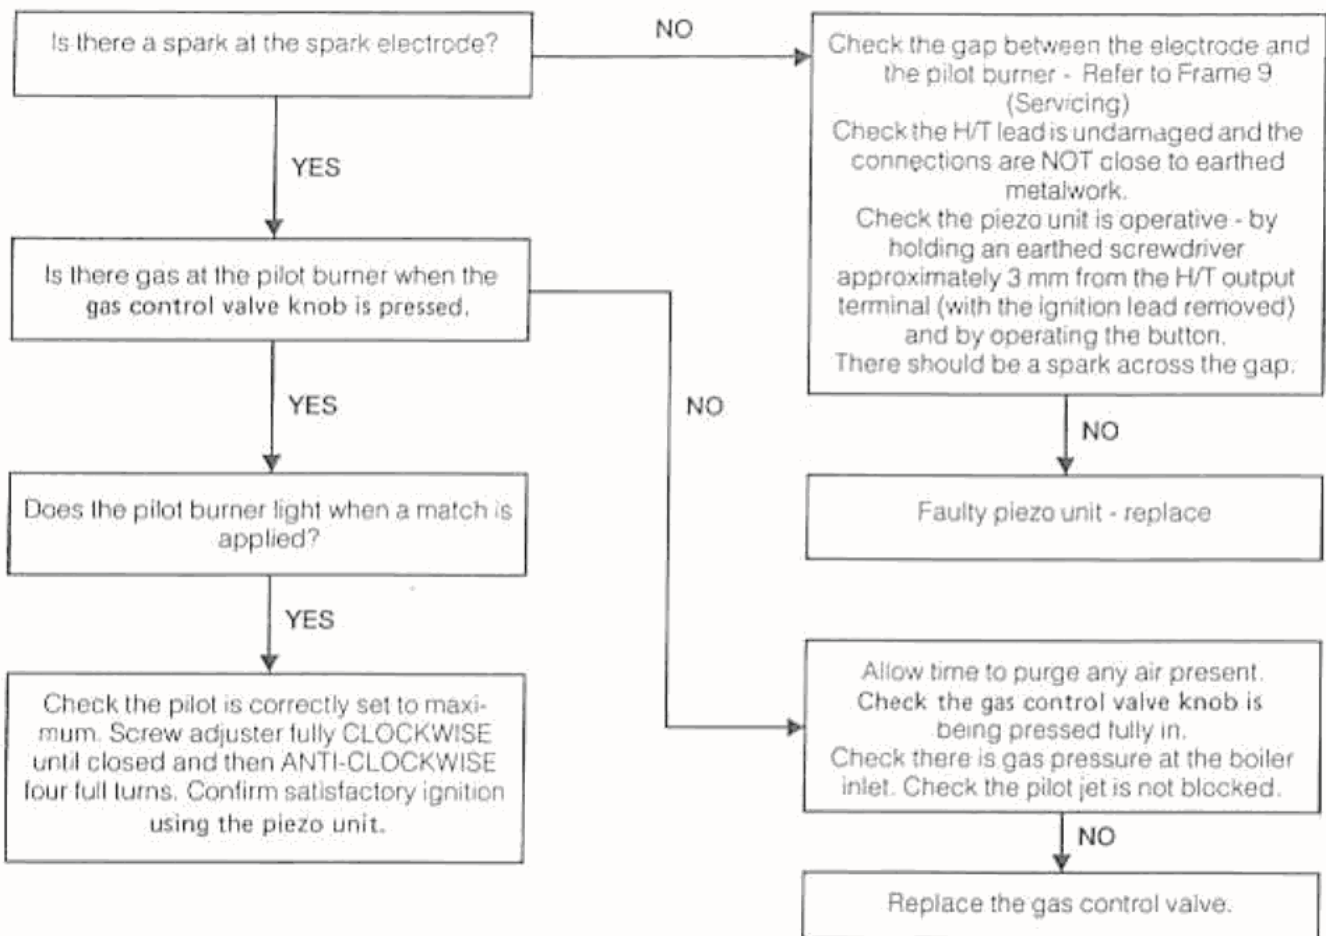 Is there a spark at the spark electrode?
NO
Check the gap between the electrode and
the pilot burner - Refer to Frame 9
(Servicing)
Check the H/T lead is undamaged and the
connections are NOT close to earthed
metalwork.
Check the piezo unit is operative - by
holding an earthed screwdriver
approximately 3 mm from the H/T output
terminal (with the ignition lead removed)
and by operating the button.
There should be a spark across the gap.
YES
Is there gas at the pilot burner when the
gas control valve knob is pressed.
YES
NO
NO
Does the pilot burner light when a match is
applied?
Faulty piezo unit - replace
YES
Check the pilot is correctly set to maxi-
mum. Screw adjuster fully CLOCKWISE
until closed and then ANTI-CLOCKWISE
four full turns. Confirm satisfactory ignition
using the piezo unit.
Allow time to purge any air present.
Check the gas control valve knob is
being pressed fully in.
Check there is gas pressure at the boiler
inlet. Check the pilot jet is not blocked.
NO
Replace the gas control valve.